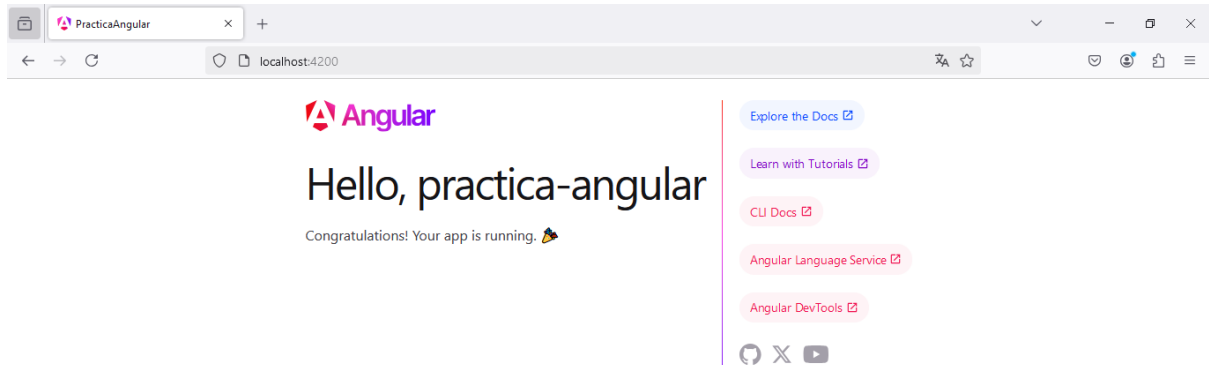 PracticaAngular
localhost:4200
Angular
Hello, practica-angular
Congratulations! Your app is running. 🎉
Explore the Docs
Learn with Tutorials
CLI Docs
Angular Language Service
Angular DevTools